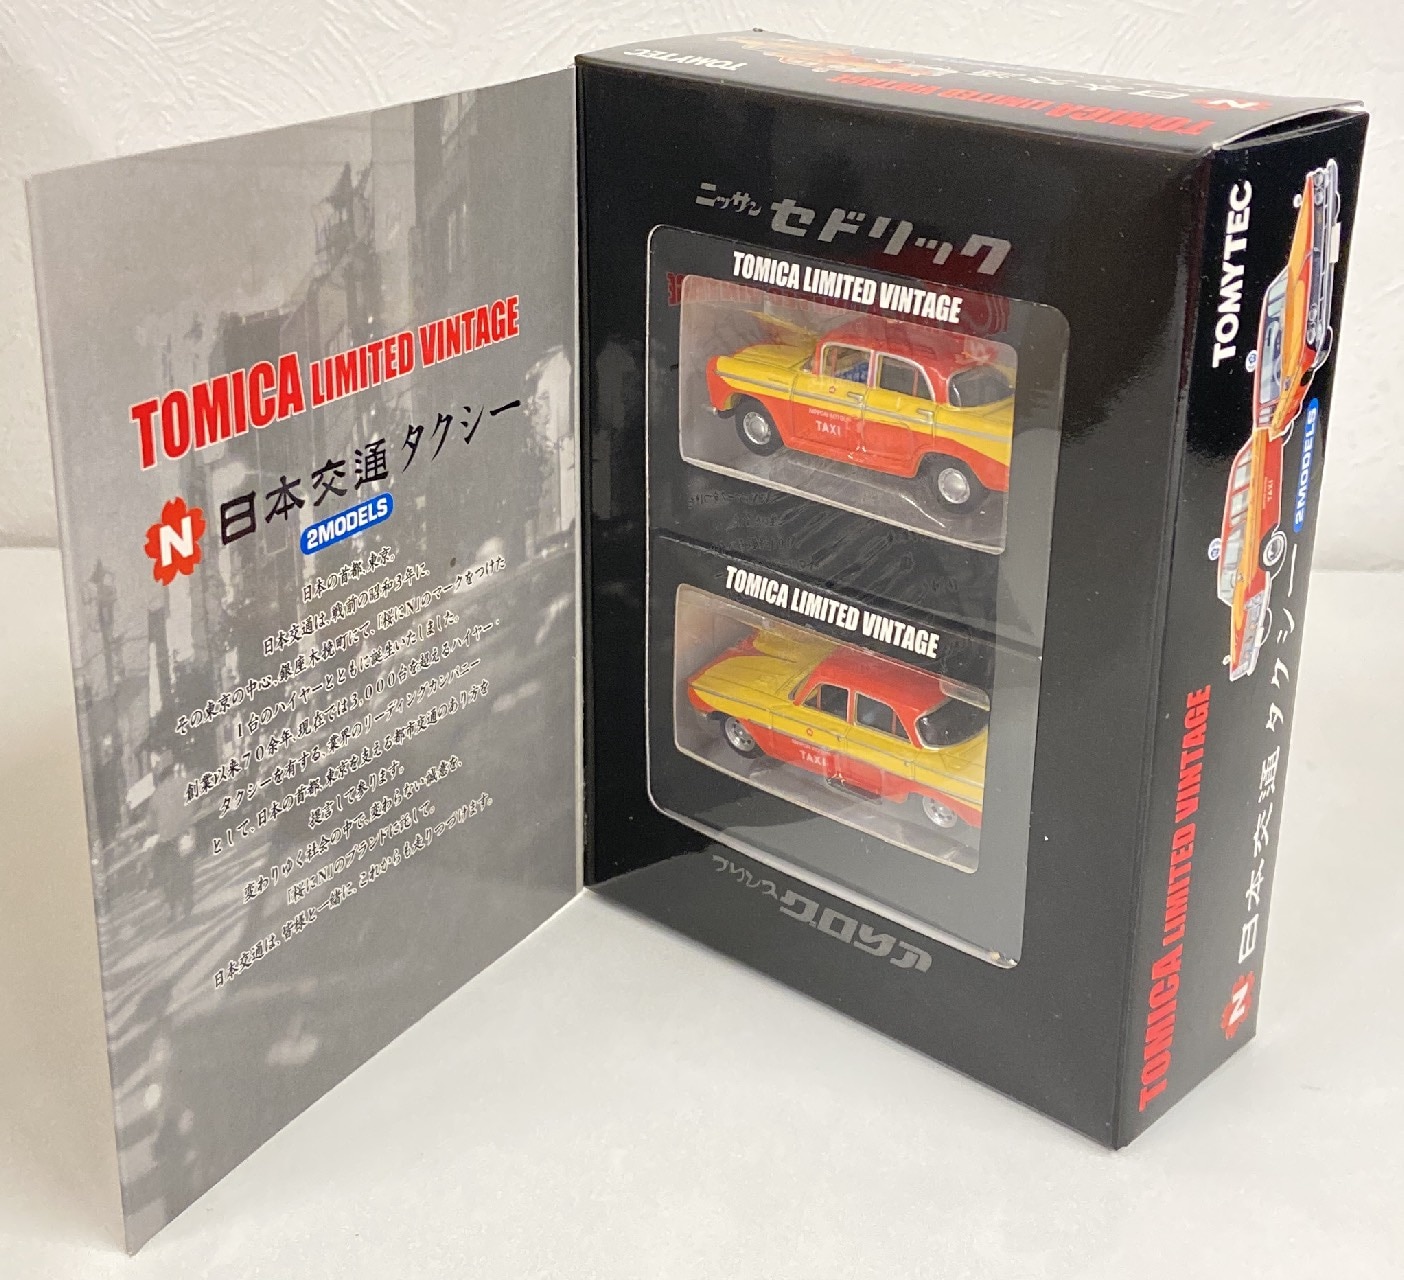 TOMICA LIMITED VINTAGE
N 日本交通タクシー
2MODELS
日本の首都、東京。
日本交通は、戦前の昭和3年に、
その東京の中心、銀座木挽町にて、「桜にN」のマークをつけた
1台のハイヤーとともに誕生いたしました。
創業以来70余年、現在では3,000台を超えるハイヤー・
タクシーを有する、業界のリーディングカンパニー
として、日本の首都、東京を支える都市交通のあり方を
提言して参ります。
変わりゆく社会の中で、変わらない誠意を、
「桜にN」のブランドに託して。
日本交通は、皆様と一緒に、これからも走りつづけます。
ニッサン セドリック
TOMICA LIMITED VINTAGE
TAXI
TOMICA LIMITED VINTAGE
TAXI
プリンス グロリア
TOMYTEC
TOMICA LIMITED VINTAGE
N 日本交通
TOMYTEC
2MODELS
TAXI
TOMICA LIMITED VINTAGE
N 日本交通タクシー